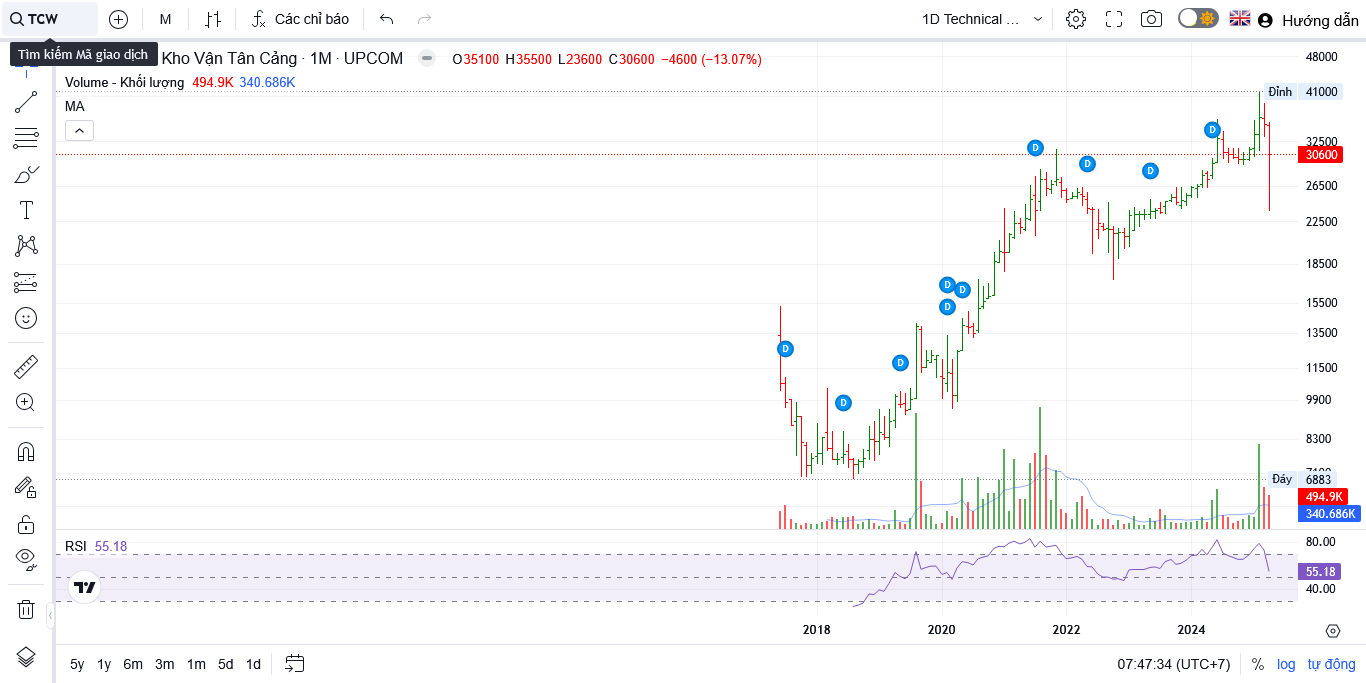 TCW
M
Các chỉ báo
1D Technical ...
Hướng dẫn
Tìm kiếm Mã giao dịch
Kho Vận Tân Cảng · 1M · UPCOM
O35100 H35500 L23600 C30600 −4600 (−13.07%)
Volume - Khối lượng 494.9K 340.686K
MA
48000
Đỉnh 41000
32500
30600
26500
22500
18500
15500
13500
11500
9900
8300
7100
Đáy 6883
494.9K
340.686K
D
D
D
D
D
D
D
D
D
D
RSI 55.18
80.00
55.18
40.00
2018
2020
2022
2024
5y 1y 6m 3m 1m 5d 1d
07:47:34 (UTC+7)
% log tự động